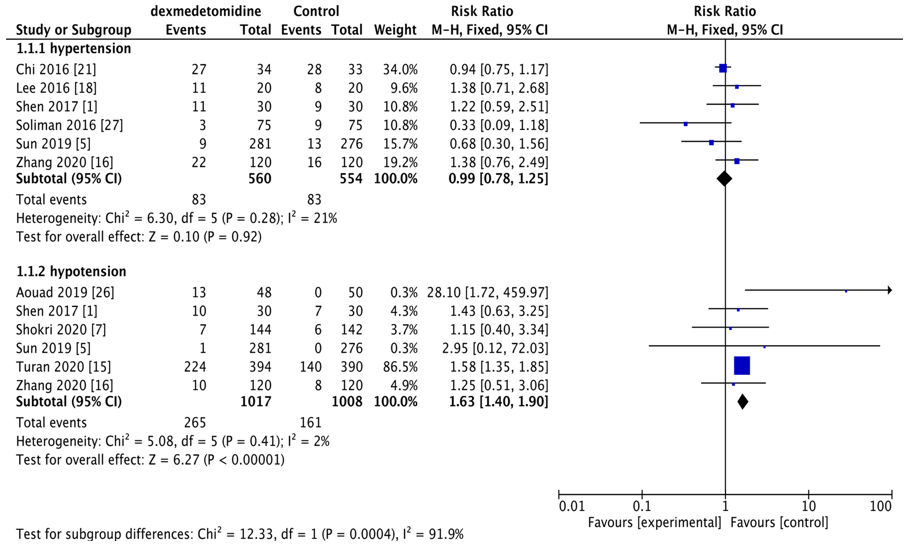 dexmedetomidine Control Risk Ratio Risk Ratio
Study or Subgroup Events Total Events Total Weight M-H, Fixed, 95% CI M-H, Fixed, 95% CI
1.1.1 hypertension
Chi 2016 [21] 27 34 28 33 34.0% 0.94 [0.75, 1.17]
Lee 2016 [18] 11 20 8 20 9.6% 1.38 [0.71, 2.68]
Shen 2017 [1] 11 30 9 30 10.8% 1.22 [0.59, 2.51]
Soliman 2016 [27] 3 75 9 75 10.8% 0.33 [0.09, 1.18]
Sun 2019 [5] 9 281 13 276 15.7% 0.68 [0.30, 1.56]
Zhang 2020 [16] 22 120 16 120 19.2% 1.38 [0.76, 2.49]
Subtotal (95% CI) 560 554 100.0% 0.99 [0.78, 1.25]
Total events 83 83
Heterogeneity: Chi² = 6.30, df = 5 (P = 0.28); I² = 21%
Test for overall effect: Z = 0.10 (P = 0.92)
1.1.2 hypotension
Aouad 2019 [26] 13 48 0 50 0.3% 28.10 [1.72, 459.97]
Shen 2017 [1] 10 30 7 30 4.3% 1.43 [0.63, 3.25]
Shokri 2020 [7] 7 144 6 142 3.7% 1.15 [0.40, 3.34]
Sun 2019 [5] 1 281 0 276 0.3% 2.95 [0.12, 72.03]
Turan 2020 [15] 224 394 140 390 86.5% 1.58 [1.35, 1.85]
Zhang 2020 [16] 10 120 8 120 4.9% 1.25 [0.51, 3.06]
Subtotal (95% CI) 1017 1008 100.0% 1.63 [1.40, 1.90]
Total events 265 161
Heterogeneity: Chi² = 5.08, df = 5 (P = 0.41); I² = 2%
Test for overall effect: Z = 6.27 (P < 0.00001)
0.01 0.1 1 10 100
Favours [experimental] Favours [control]
Test for subgroup differences: Chi² = 12.33, df = 1 (P = 0.0004), I² = 91.9%